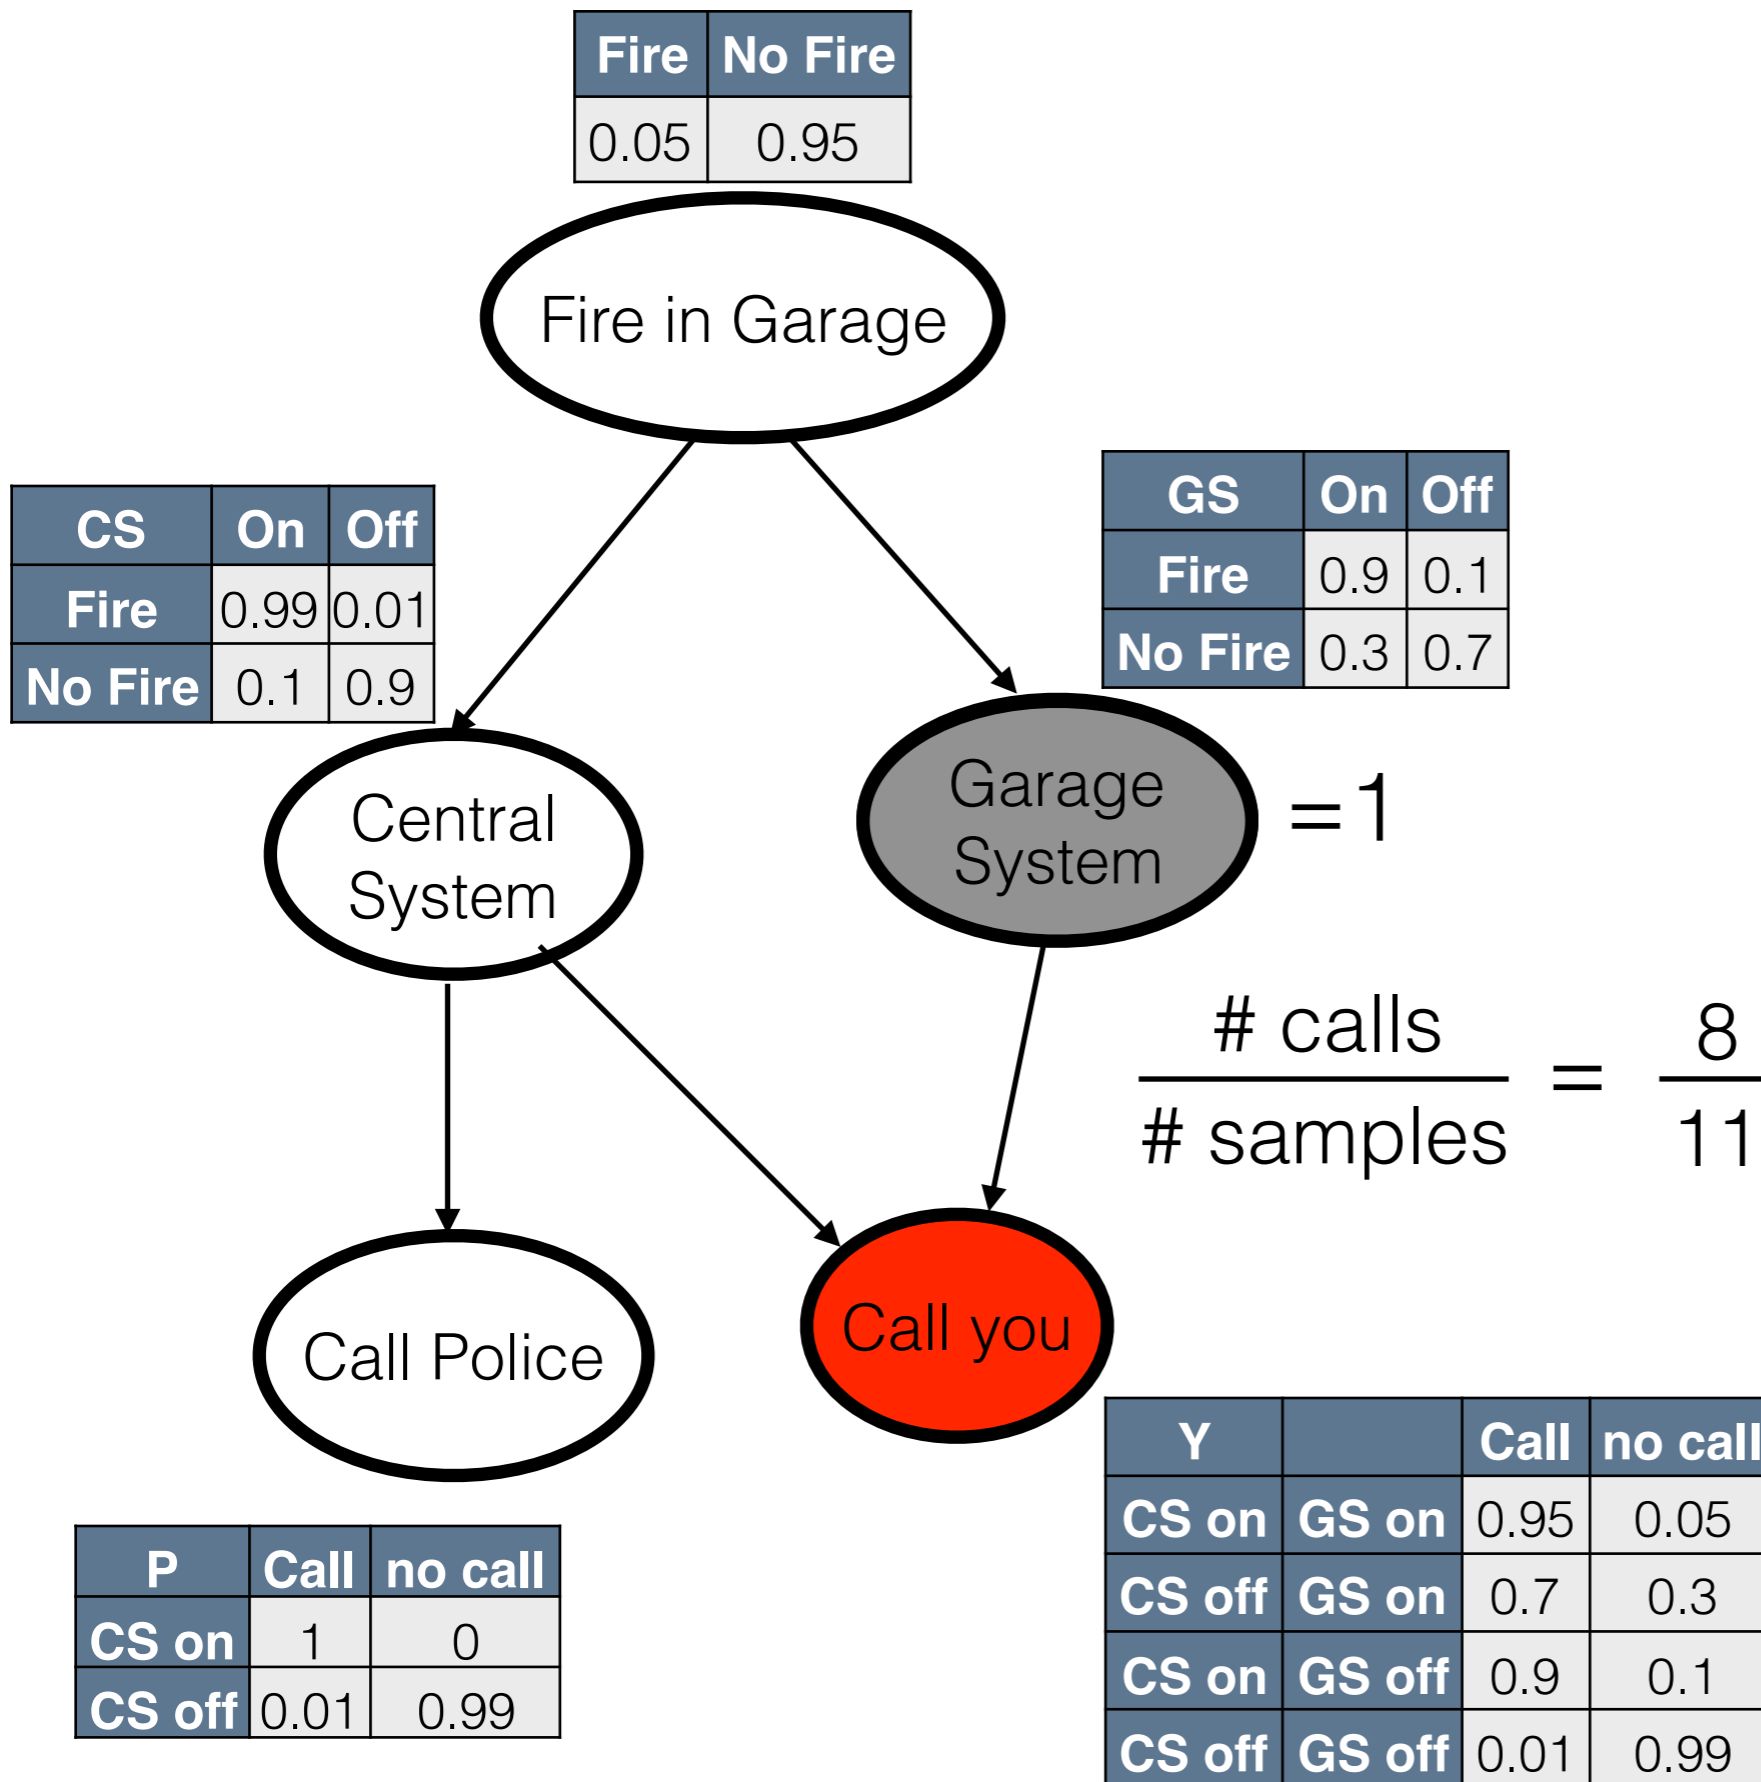 Fire No Fire
0.05 0.95
Fire in Garage
CS On Off
Fire 0.99 0.01
No Fire 0.1 0.9
GS On Off
Fire 0.9 0.1
No Fire 0.3 0.7
Central
System
Garage
System
=1
# calls
# samples
=
8
11
Call Police
Call you
P Call no call
CS on 1 0
CS off 0.01 0.99
Y Call no call
CS on GS on 0.95 0.05
CS off GS on 0.7 0.3
CS on GS off 0.9 0.1
CS off GS off 0.01 0.99